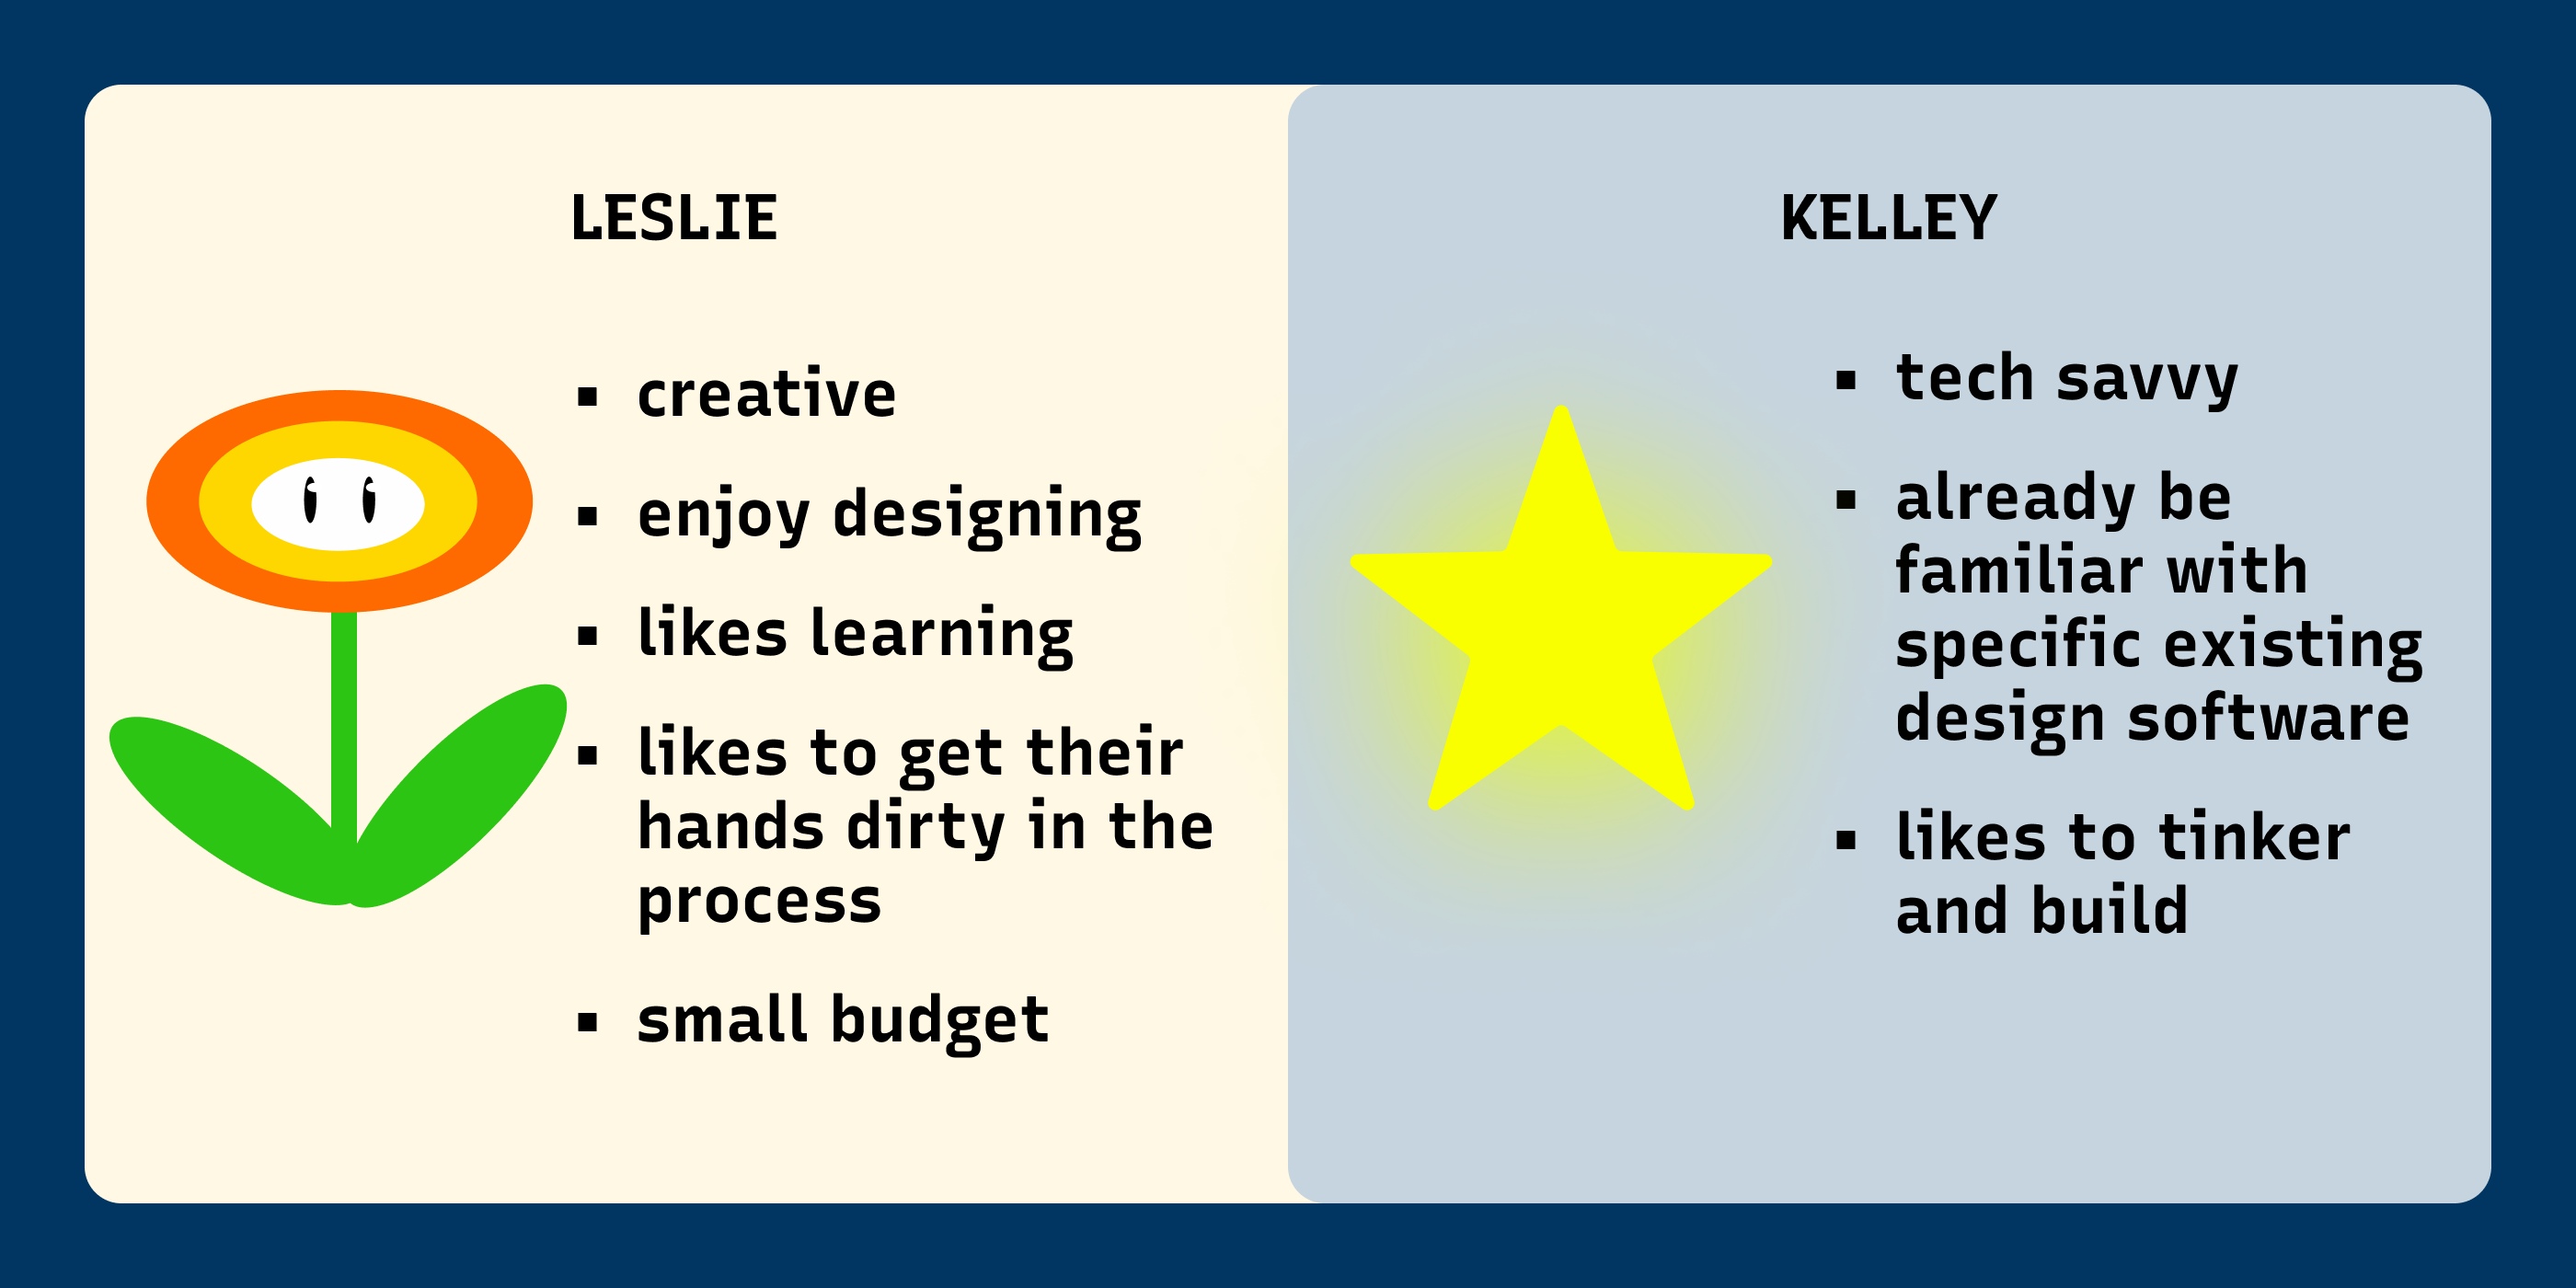 LESLIE
▪ creative
▪ enjoy designing
▪ likes learning
▪ likes to get their
hands dirty in the
process
▪ small budget
KELLEY
▪ tech savvy
▪ already be
familiar with
specific existing
design software
▪ likes to tinker
and build